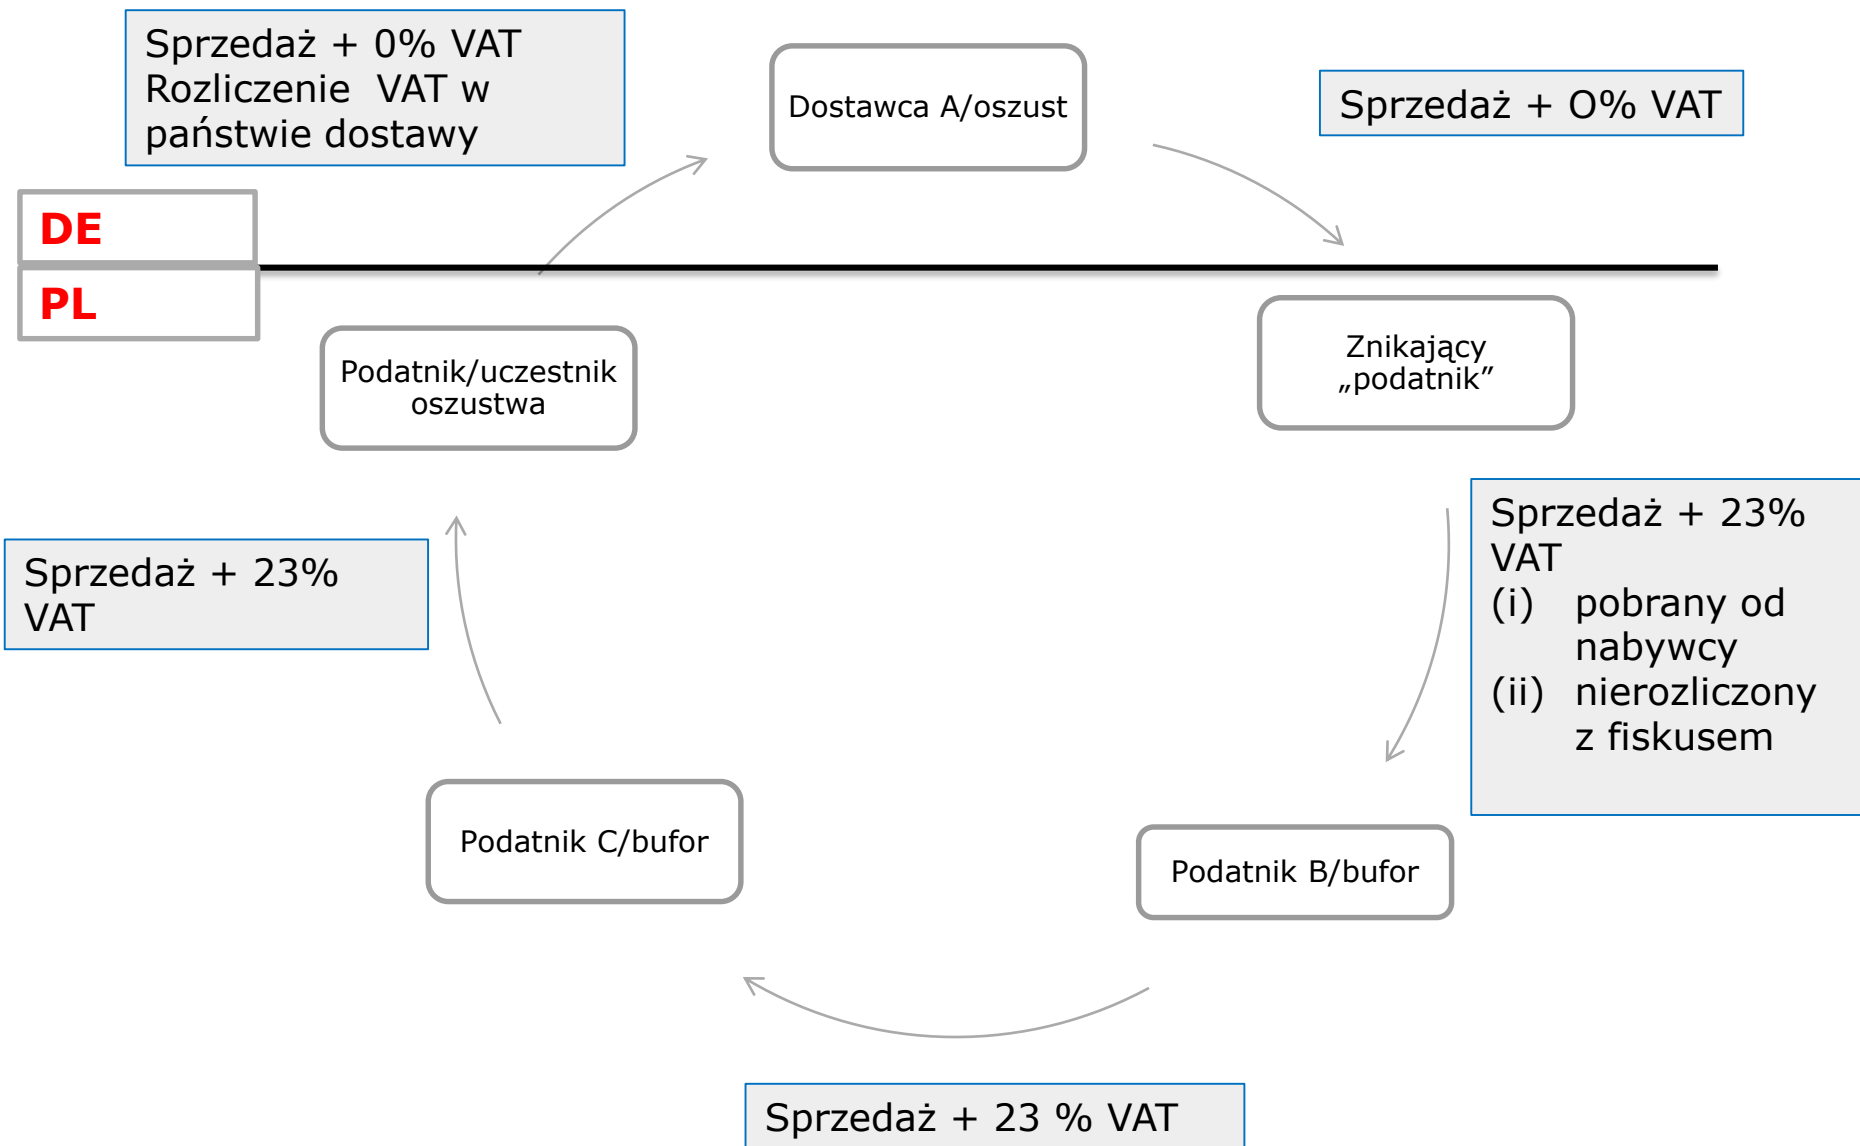 Sprzedaż + 0% VAT
Rozliczenie VAT w
państwie dostawy
Dostawca A/oszust
Sprzedaż + O% VAT
DE
PL
Podatnik/uczestnik
oszustwa
Znikający
„podatnik”
Sprzedaż + 23%
VAT
(i) pobrany od
nabywcy
(ii) nierozliczony
z fiskusem
Sprzedaż + 23%
VAT
Podatnik C/bufor
Podatnik B/bufor
Sprzedaż + 23 % VAT